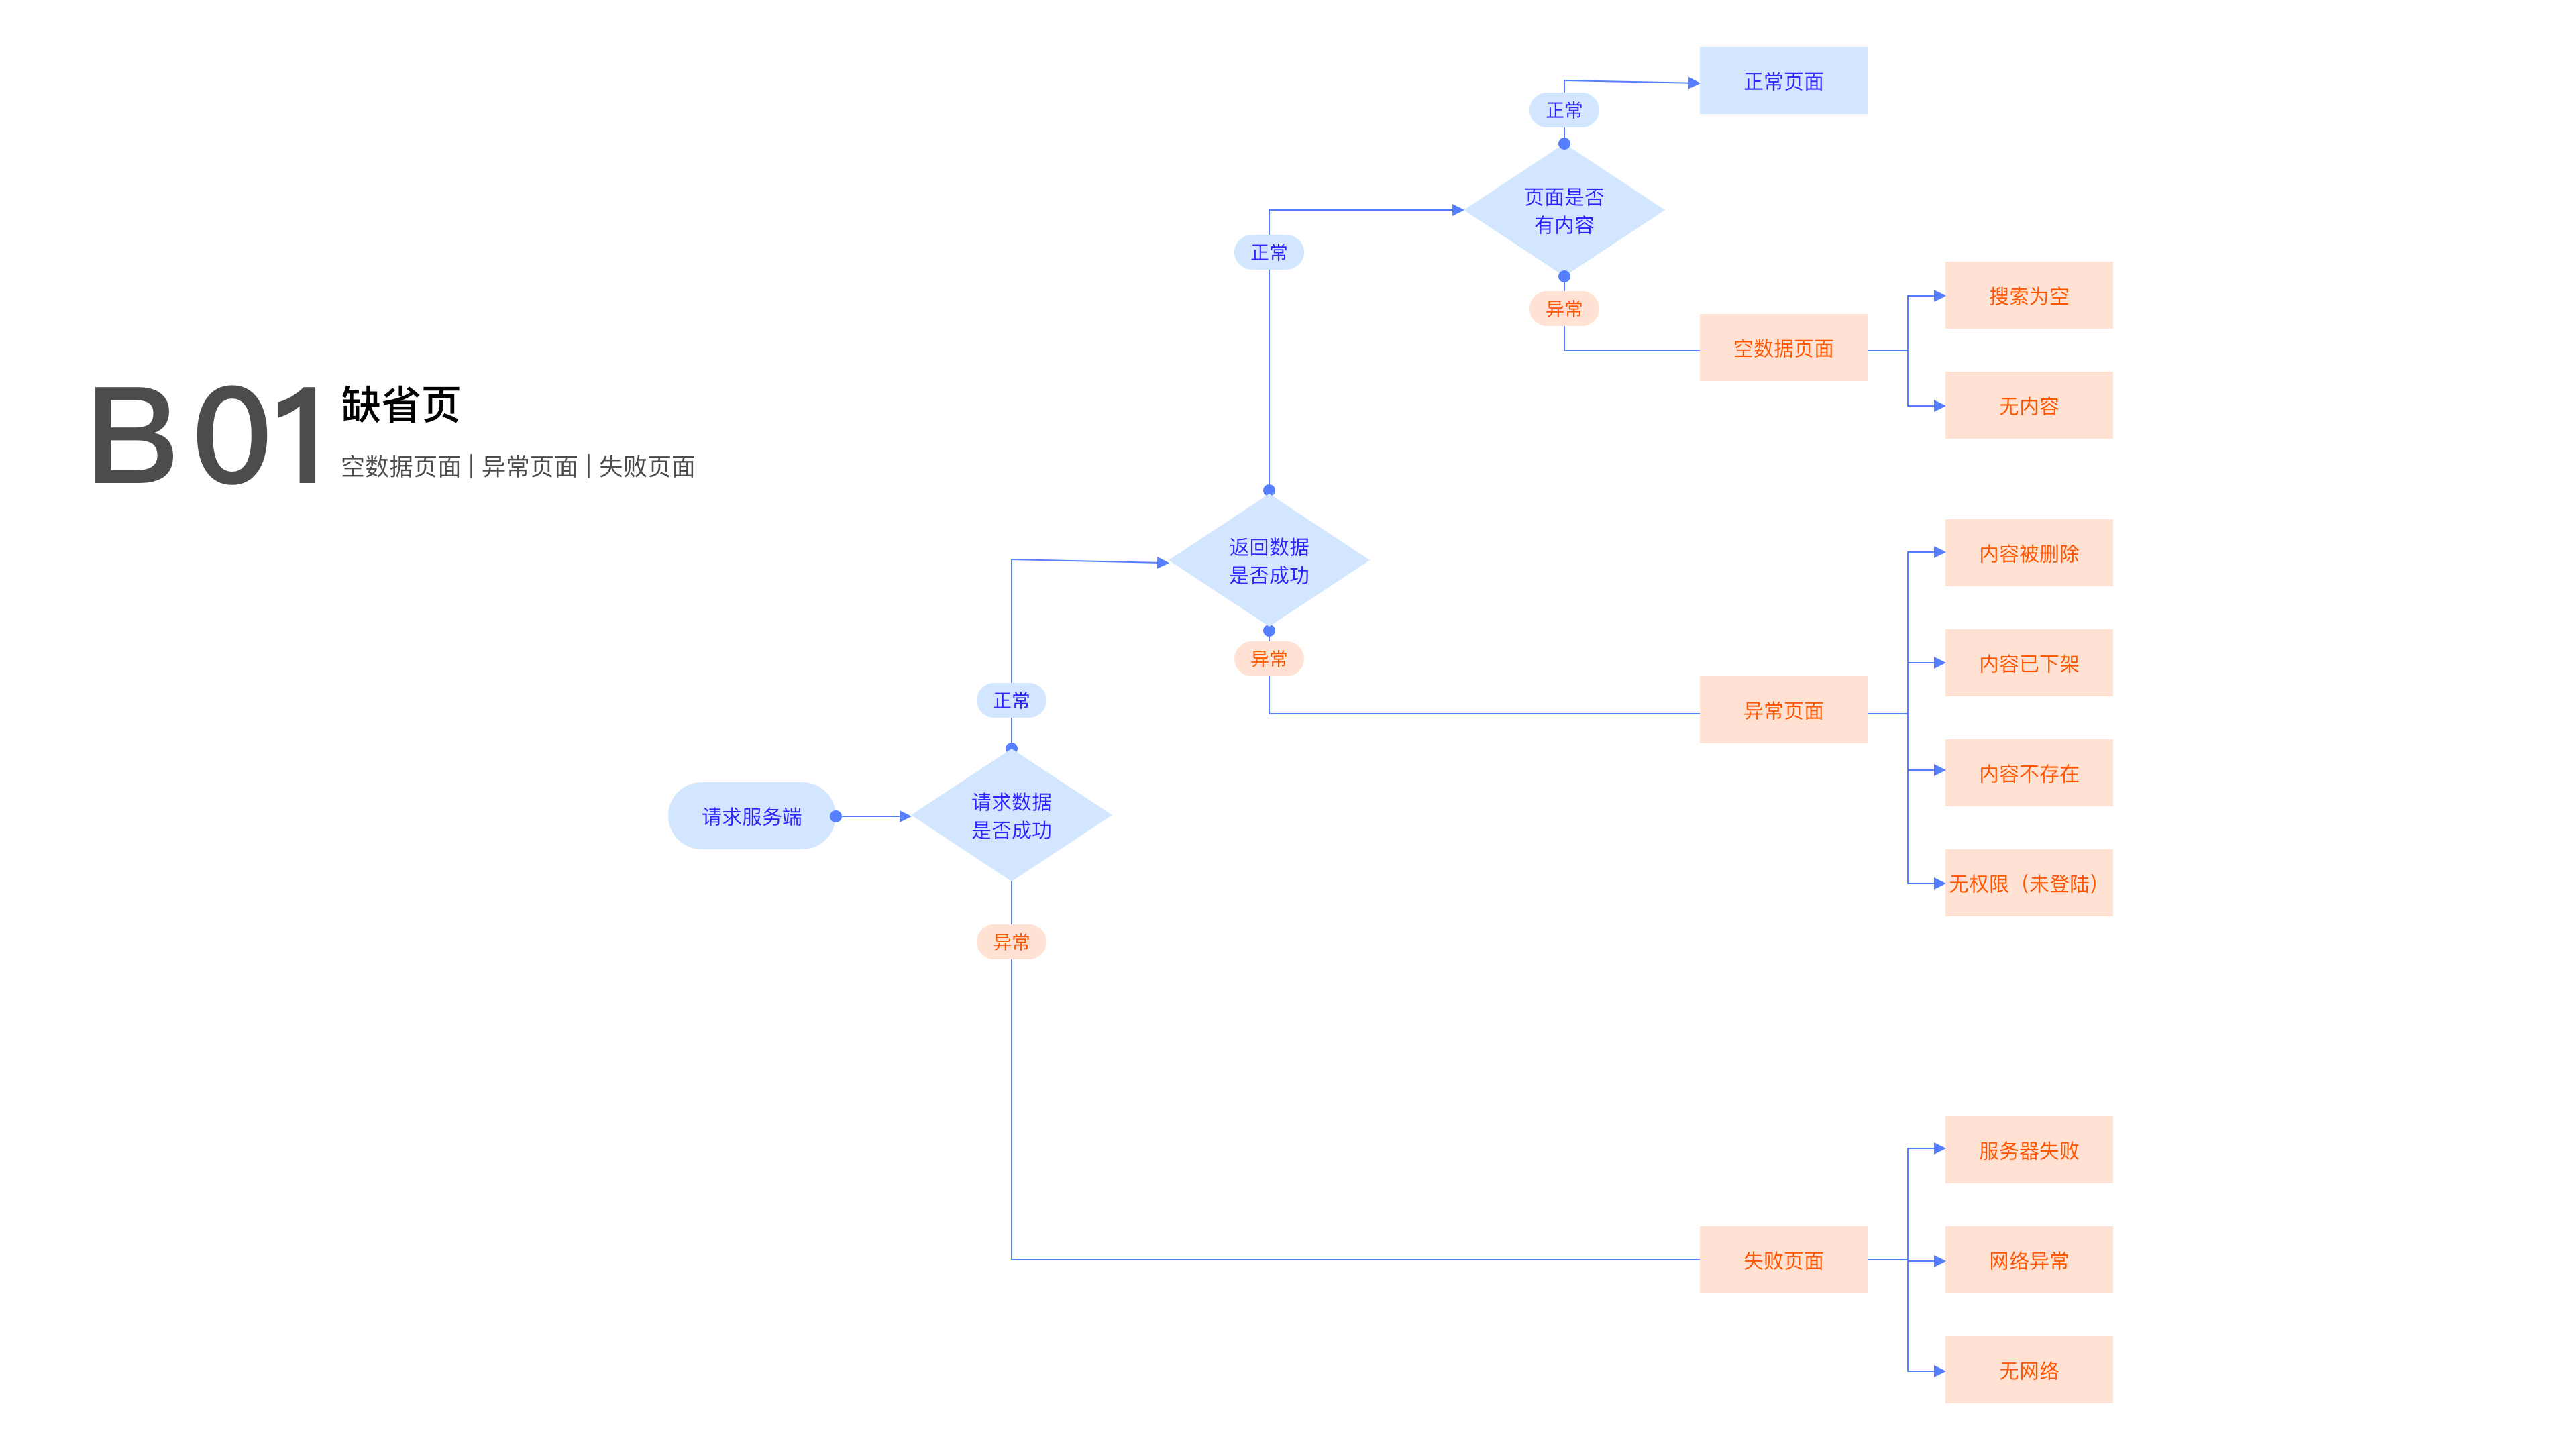 B 01
缺省页
空数据页面 | 异常页面 | 失败页面
请求服务端
请求数据
是否成功
正常
异常
返回数据
是否成功
正常
异常
页面是否
有内容
正常
异常
正常页面
空数据页面
搜索为空
无内容
异常页面
内容被删除
内容已下架
内容不存在
无权限（未登陆）
失败页面
服务器失败
网络异常
无网络